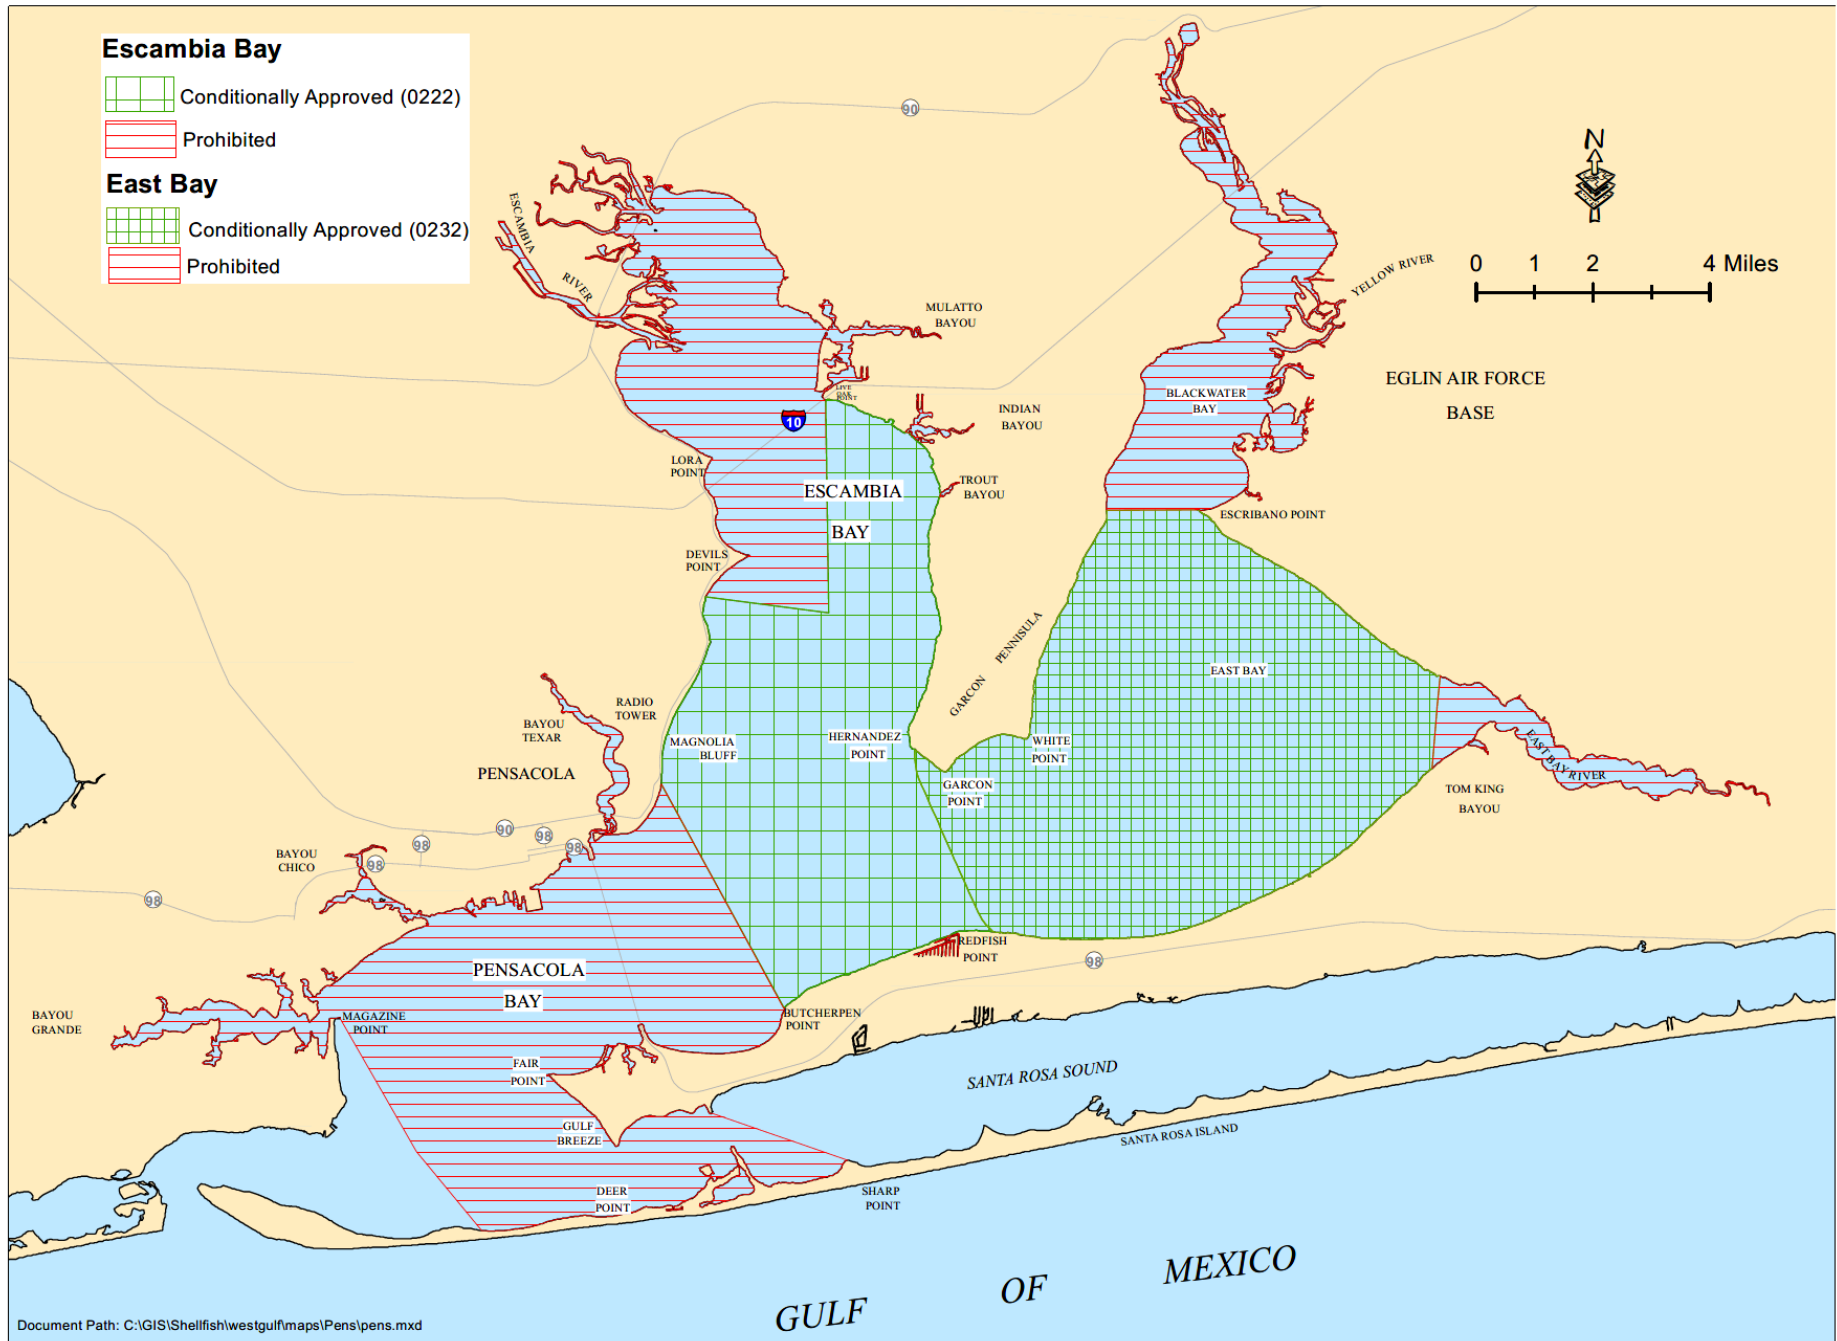 Escambia Bay
Conditionally Approved (0222)
Prohibited
East Bay
Conditionally Approved (0232)
Prohibited
90
N
0 1 2 4 Miles
ESCAMBIA
RIVER
YELLOW RIVER
MULATTO
BAYOU
EGLIN AIR FORCE
BASE
LIVE
OAK
POINT
BLACKWATER
BAY
10
INDIAN
BAYOU
LORA
POINT
TROUT
BAYOU
ESCAMBIA
BAY
ESCRIBANO POINT
DEVILS
POINT
GARCON PENNISULA
EAST BAY
RADIO
TOWER
BAYOU
TEXAR
MAGNOLIA
BLUFF
HERNANDEZ
POINT
WHITE
POINT
EAST BAY RIVER
PENSACOLA
GARCON
POINT
TOM KING
BAYOU
90
98
98
98
98
98
BAYOU
CHICO
REDFISH
POINT
98
PENSACOLA
BAY
BAYOU
GRANDE
MAGAZINE
POINT
BUTCHERPEN
POINT
FAIR
POINT
SANTA ROSA SOUND
GULF
BREEZE
SANTA ROSA ISLAND
DEER
POINT
SHARP
POINT
GULF OF MEXICO
Document Path: C:\GIS\Shellfish\westgulf\maps\Pens\pens.mxd